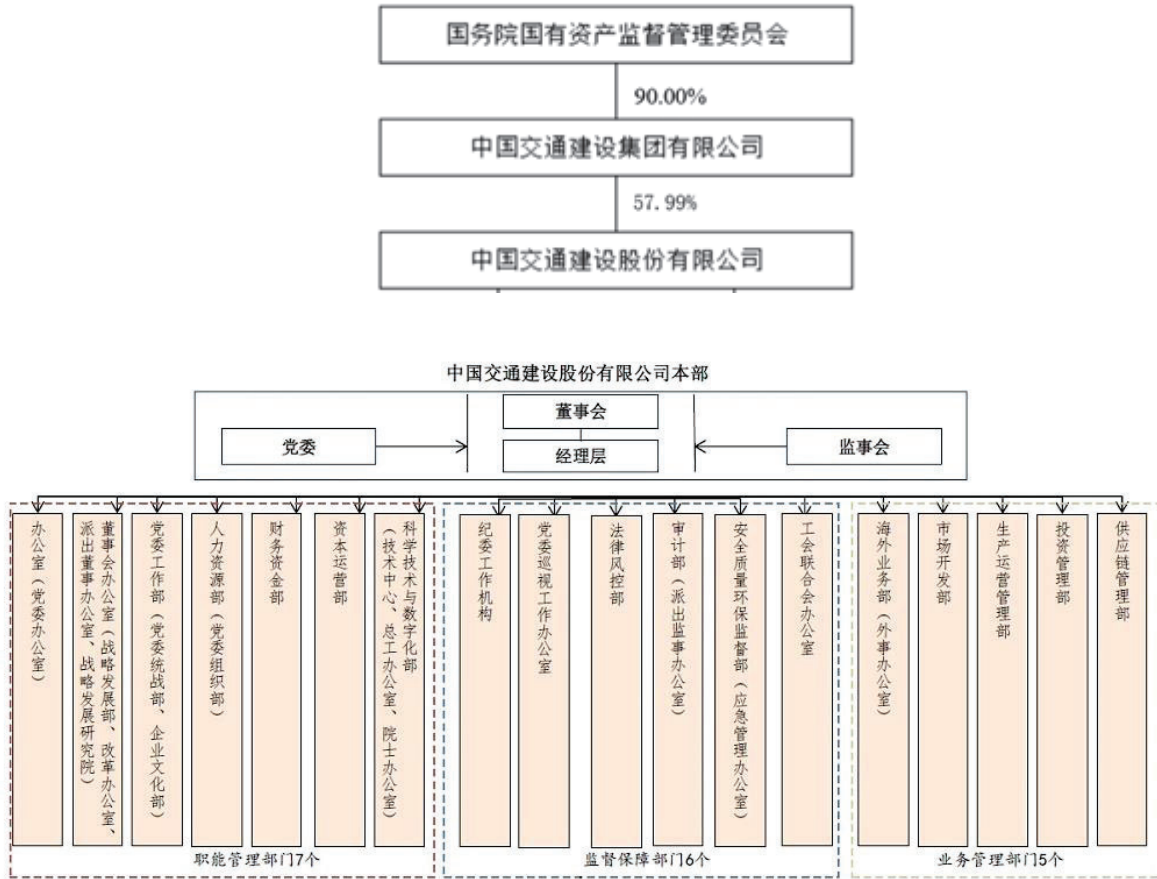 国务院国有资产监督管理委员会
90.00%
中国交通建设集团有限公司
57.99%
中国交通建设股份有限公司
中国交通建设股份有限公司本部
董事会
党委
经理层
监事会
办公室（党委办公室）
董事会办公室（战略发展部、改革办公室、
派出董事办公室、战略发展研究院）
党委工作部（党委统战部、企业文化部）
人力资源部（党委组织部）
财务资金部
资本运营部
科学技术与数字化部
（技术中心、总工办公室、院士办公室）
纪委工作机构
党委巡视工作办公室
法律风控部
审计部（派出监事办公室）
安全质量环保监督部（应急管理办公室）
工会联合会办公室
海外业务部（外事办公室）
市场开发部
生产运营管理部
投资管理部
供应链管理部
职能管理部门7个
监督保障部门6个
业务管理部门5个